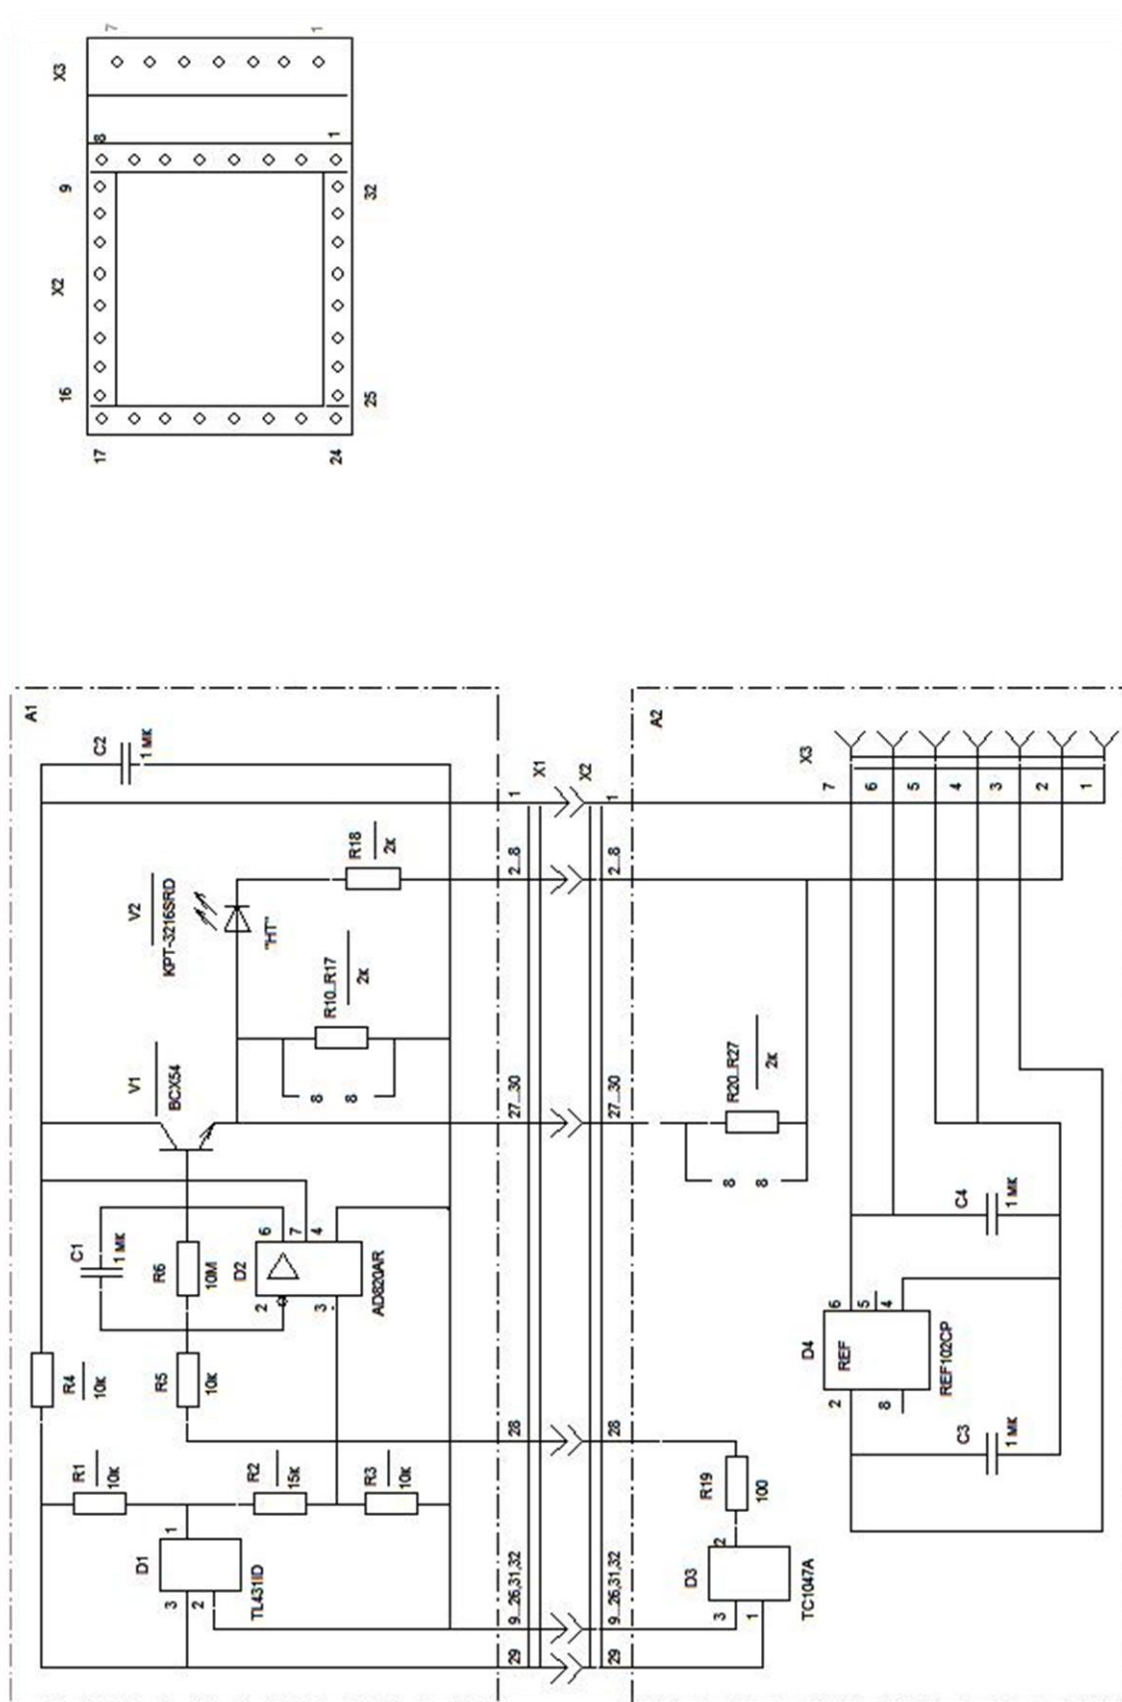 X3
7
1
8
1
9
32
X2
16
25
17
24
A1
C2
1 мк
V2
KPT-3216SRD
"HT"
R18
2к
R10..R17
2к
8
8
V1
BCX54
C1
1 мк
R6
10М
D2
6
7
4
2
3
AD820AR
R4
10к
R5
10к
R1
10к
R2
15к
R3
10к
D1
1
3
2
TL431ID
X1
X2
1
1
2...8
2...8
27...30
27...30
28
28
9...26,31,32
9...26,31,32
29
29
A2
X3
7
6
5
4
3
2
1
R20..R27
2к
8
8
C4
1 мк
D4
REF
6
5
4
2
8
REF102CP
C3
1 мк
R19
100
D3
2
3
1
TC1047A